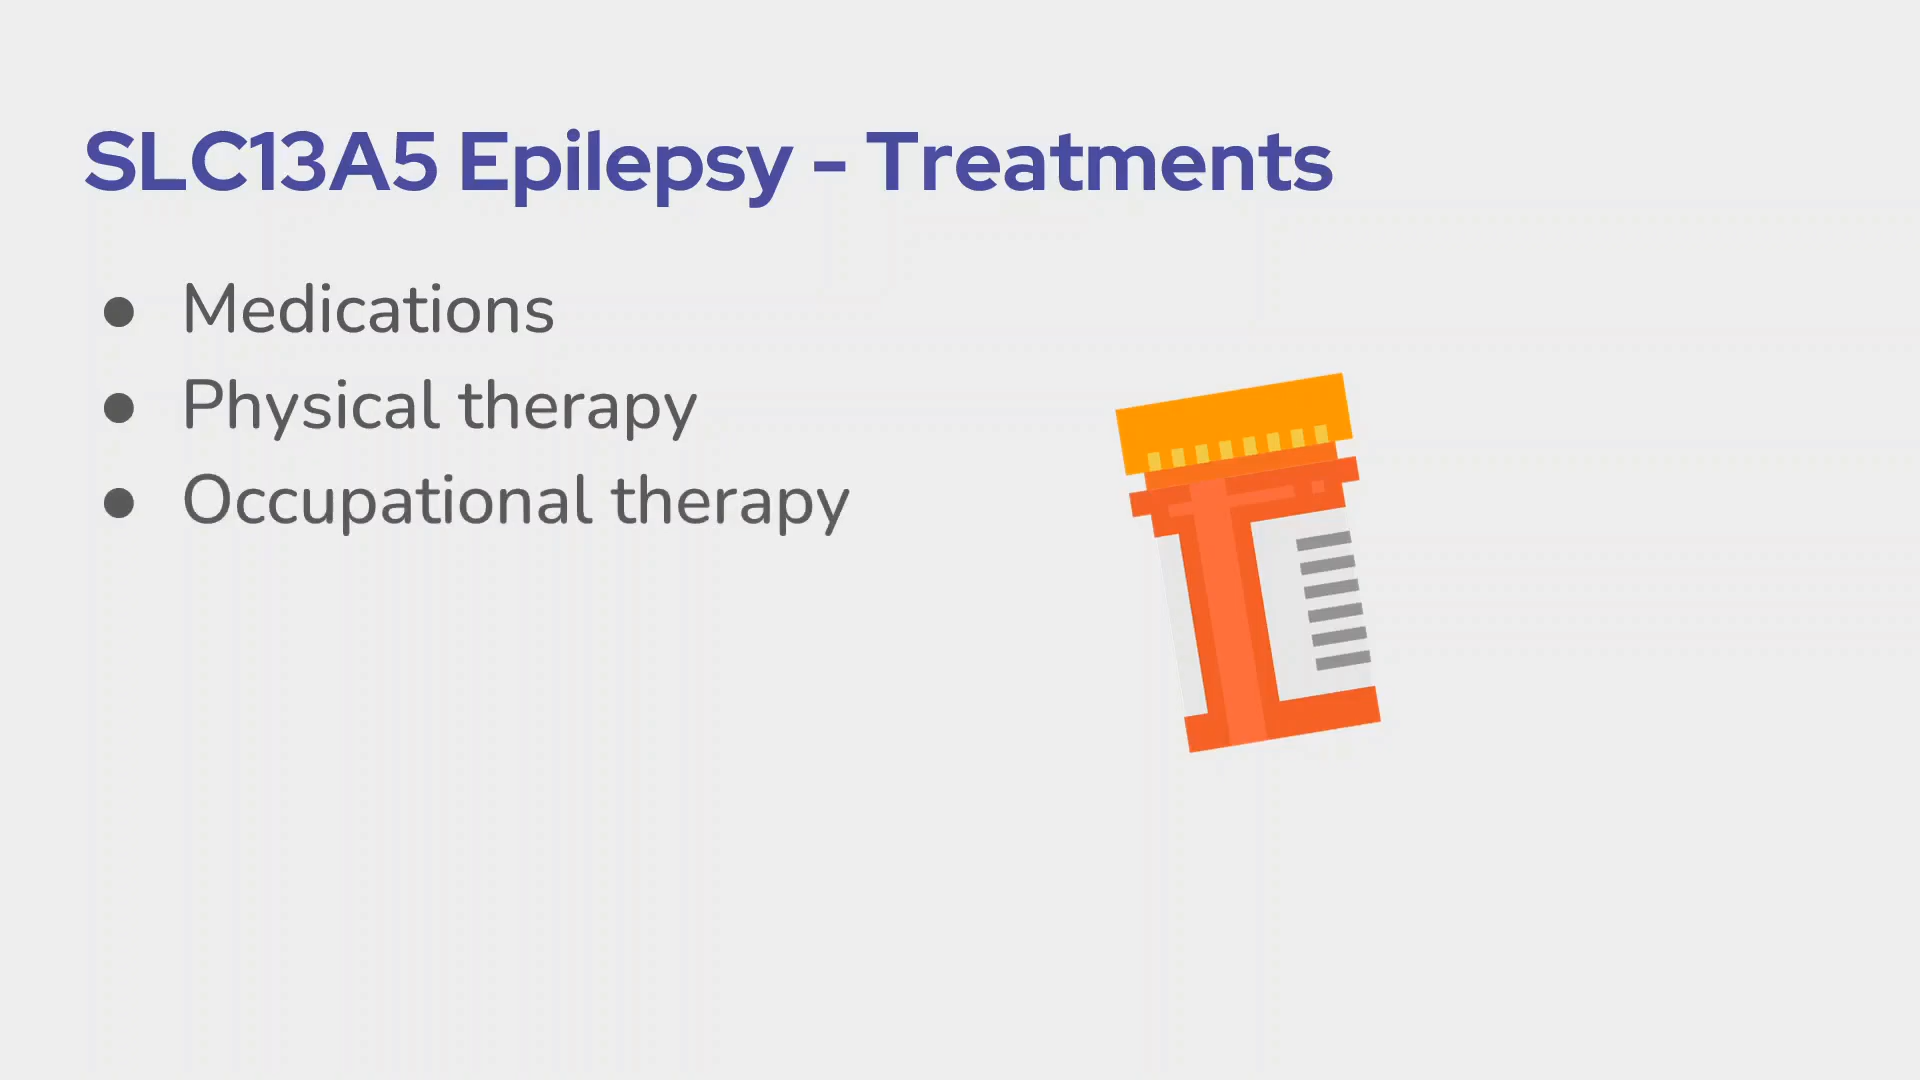 SLC13A5 Epilepsy - Treatments
● Medications
● Physical therapy
● Occupational therapy